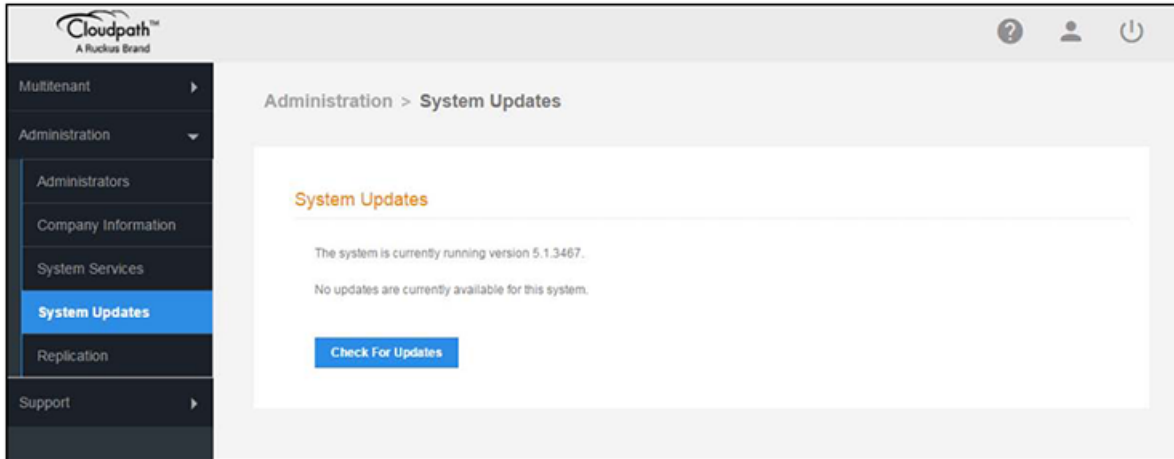 Cloudpath™
A Ruckus Brand
Multitenant
Administration
Administrators
Company Information
System Services
System Updates
Replication
Support
Administration > System Updates
System Updates
The system is currently running version 5.1.3467.
No updates are currently available for this system.
Check For Updates